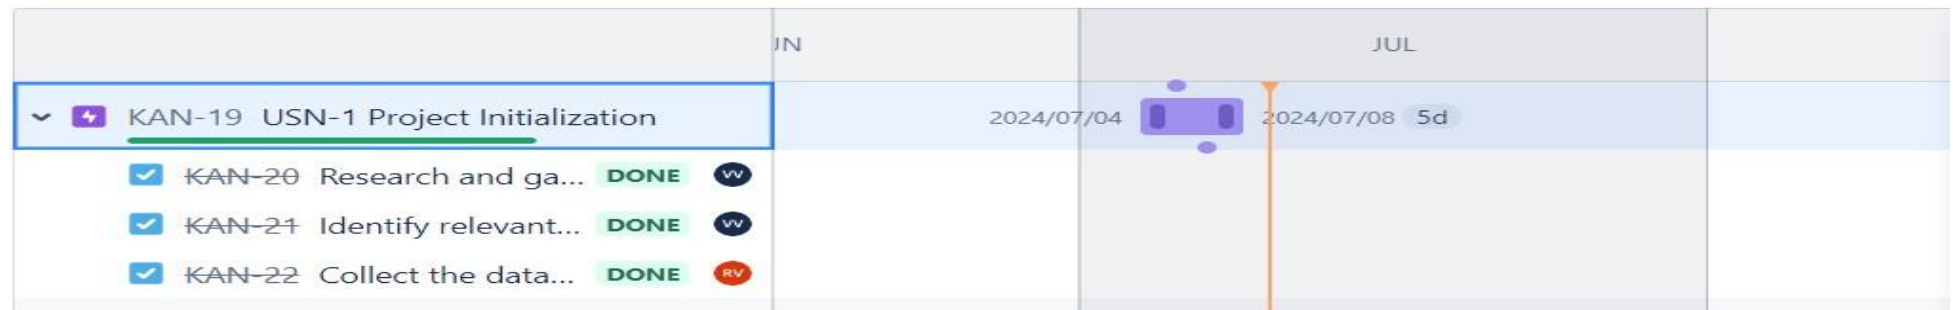 JN JUL
KAN-19 USN-1 Project Initialization 2024/07/04 2024/07/08 5d
KAN-20 Research and ga... DONE VV
KAN-21 Identify relevant... DONE VV
KAN-22 Collect the data... DONE RV